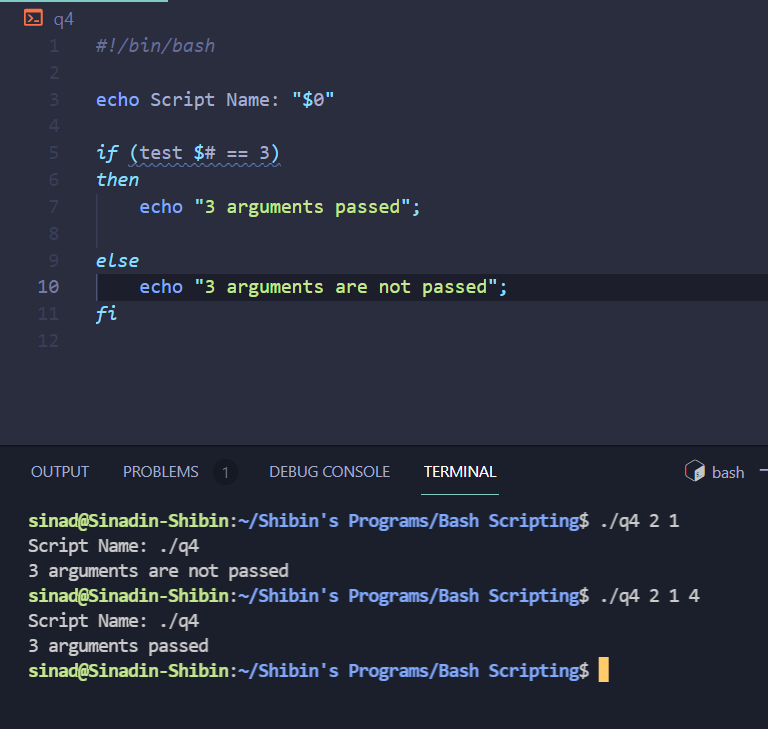 q4
1 #!/bin/bash
2
3 echo Script Name: "$0"
4
5 if (test $# == 3)
6 then
7     echo "3 arguments passed";
8
9 else
10     echo "3 arguments are not passed";
11 fi
12
OUTPUT PROBLEMS 1 DEBUG CONSOLE TERMINAL bash
sinad@Sinadin-Shibin:~/Shibin's Programs/Bash Scripting$ ./q4 2 1
Script Name: ./q4
3 arguments are not passed
sinad@Sinadin-Shibin:~/Shibin's Programs/Bash Scripting$ ./q4 2 1 4
Script Name: ./q4
3 arguments passed
sinad@Sinadin-Shibin:~/Shibin's Programs/Bash Scripting$